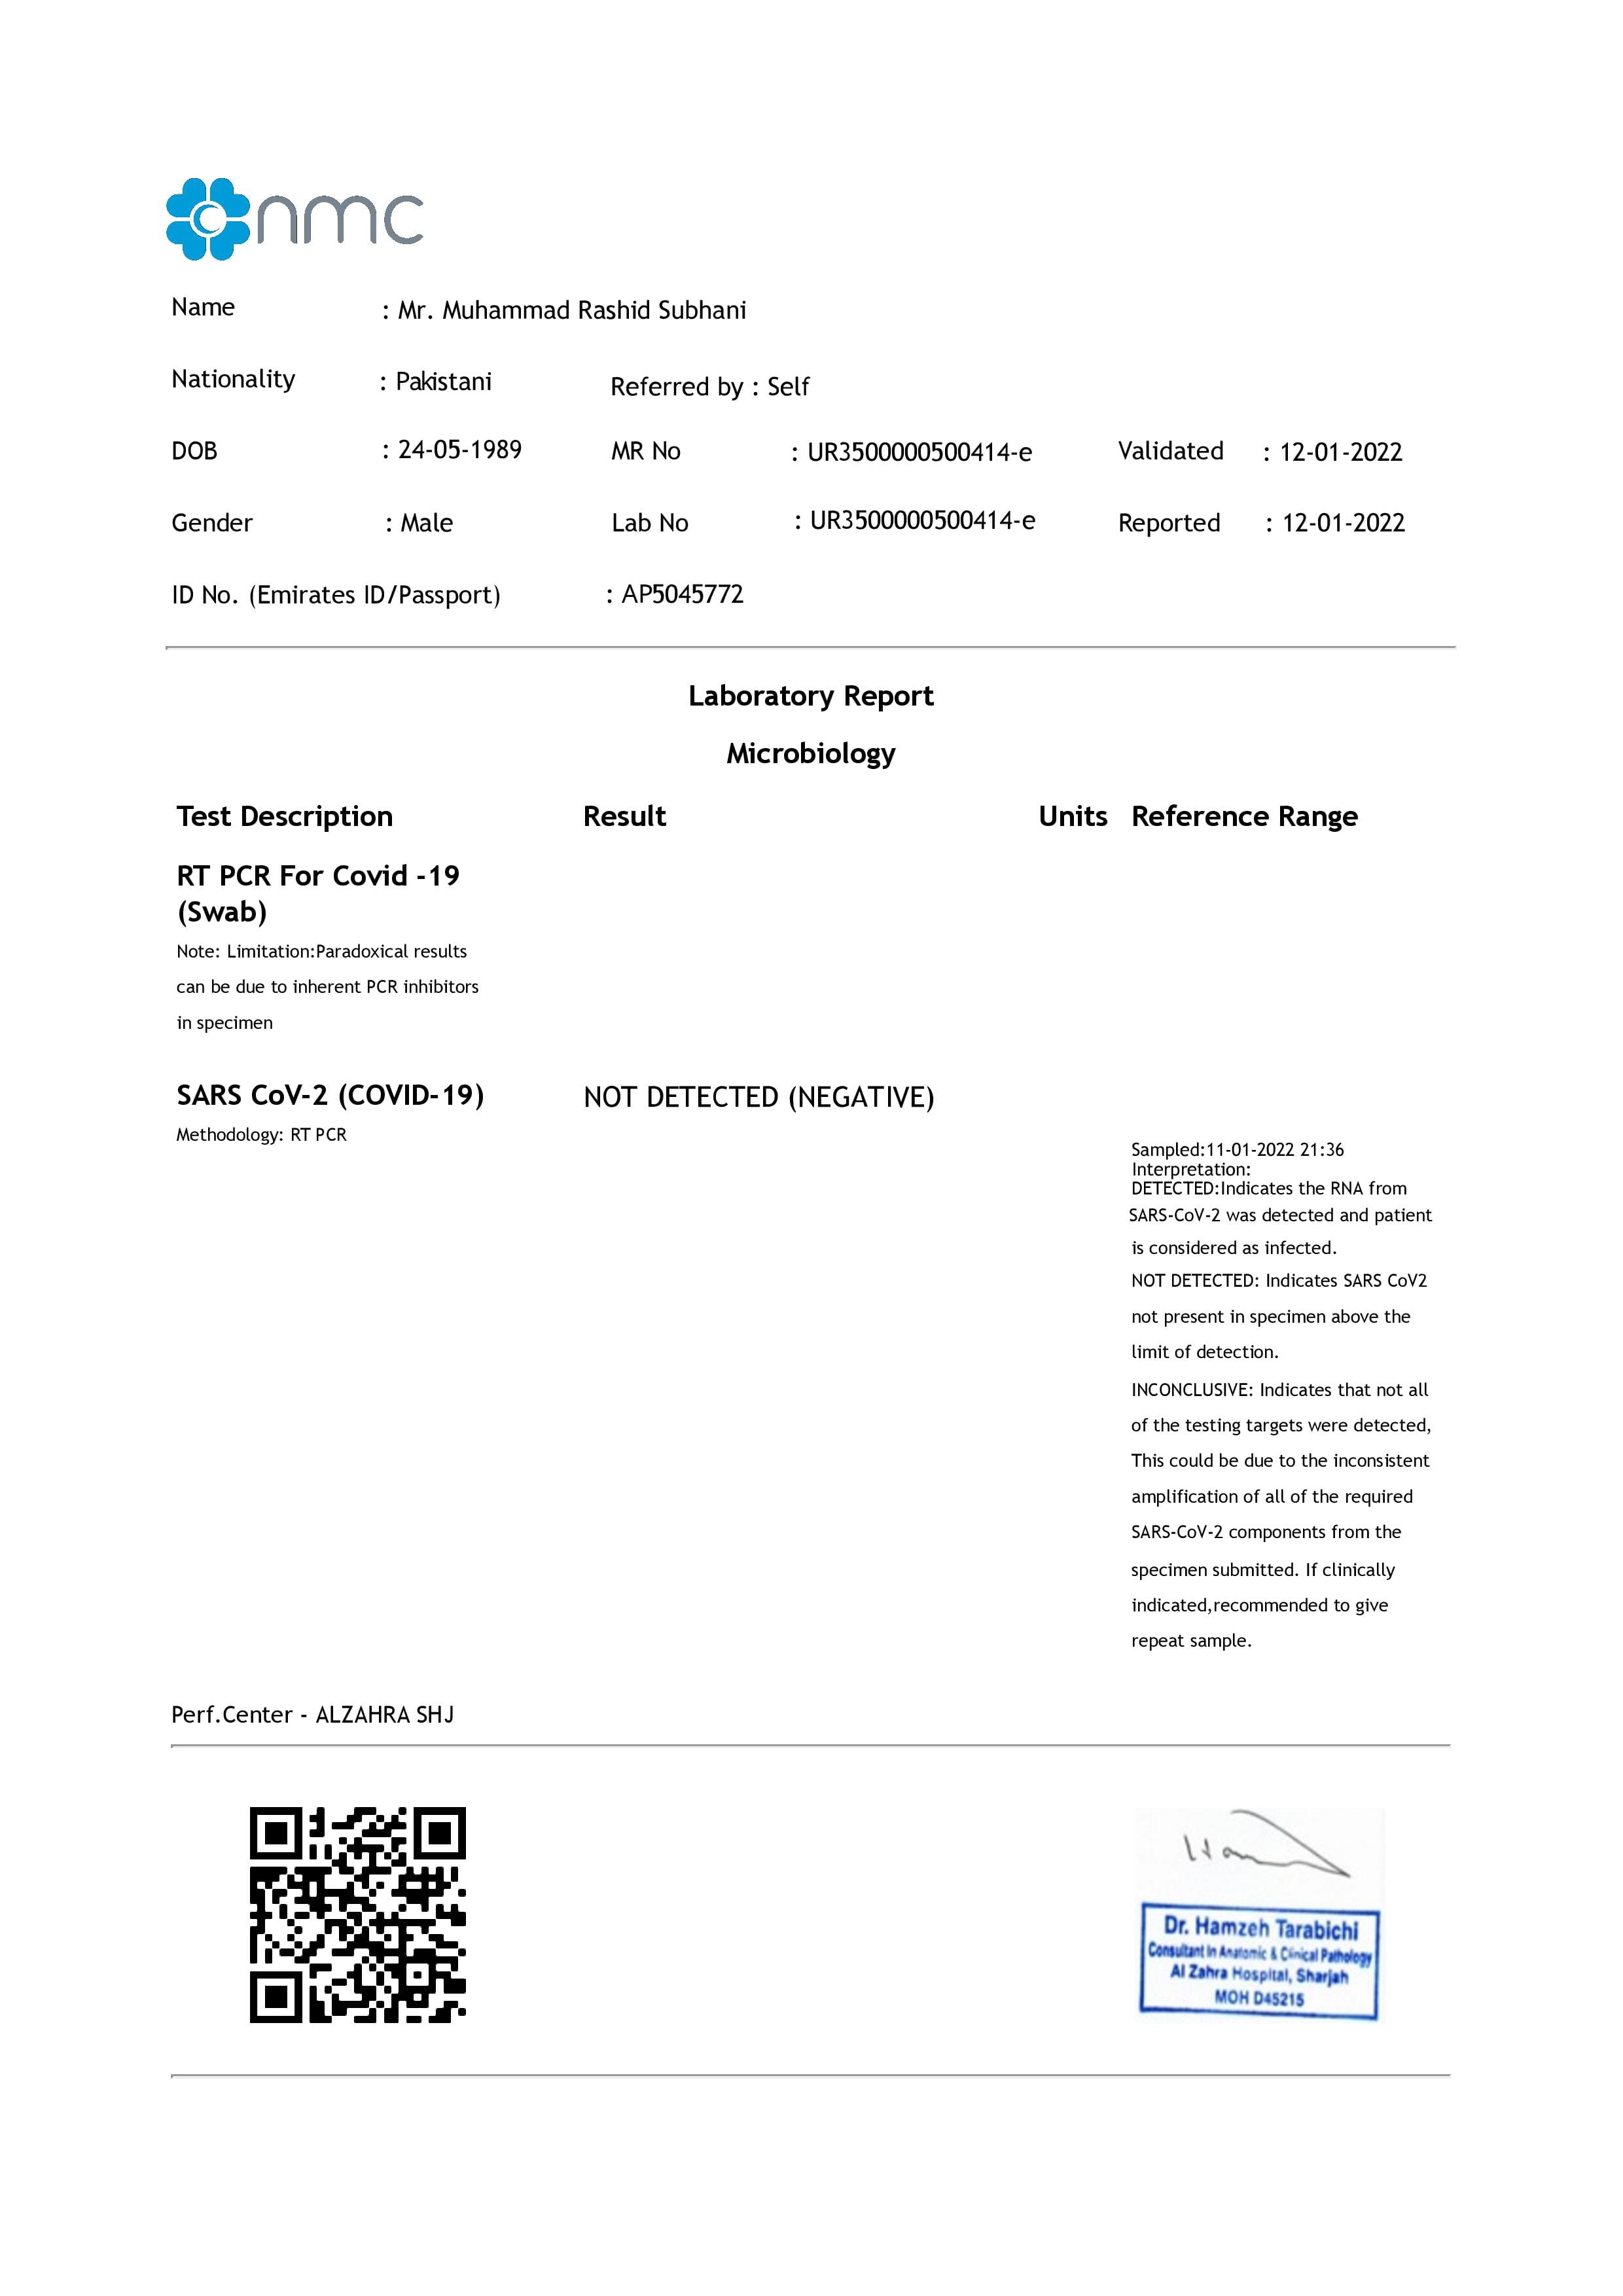 nmc
Name : Mr. Muhammad Rashid Subhani
Nationality : Pakistani Referred by : Self
DOB : 24-05-1989 MR No : UR3500000500414-e Validated : 12-01-2022
Gender : Male Lab No : UR3500000500414-e Reported : 12-01-2022
ID No. (Emirates ID/Passport) : AP5045772
Laboratory Report
Microbiology
Test Description Result Units Reference Range
RT PCR For Covid -19
(Swab)
Note: Limitation:Paradoxical results
can be due to inherent PCR inhibitors
in specimen
SARS CoV-2 (COVID-19) NOT DETECTED (NEGATIVE)
Methodology: RT PCR
Sampled:11-01-2022 21:36
Interpretation:
DETECTED:Indicates the RNA from
SARS-CoV-2 was detected and patient
is considered as infected.
NOT DETECTED: Indicates SARS CoV2
not present in specimen above the
limit of detection.
INCONCLUSIVE: Indicates that not all
of the testing targets were detected,
This could be due to the inconsistent
amplification of all of the required
SARS-CoV-2 components from the
specimen submitted. If clinically
indicated,recommended to give
repeat sample.
Perf.Center - ALZAHRA SHJ
Dr. Hamzeh Tarabichi
Consultant in Anatomic & Clinical Pathology
Al Zahra Hospital, Sharjah
MOH D45215